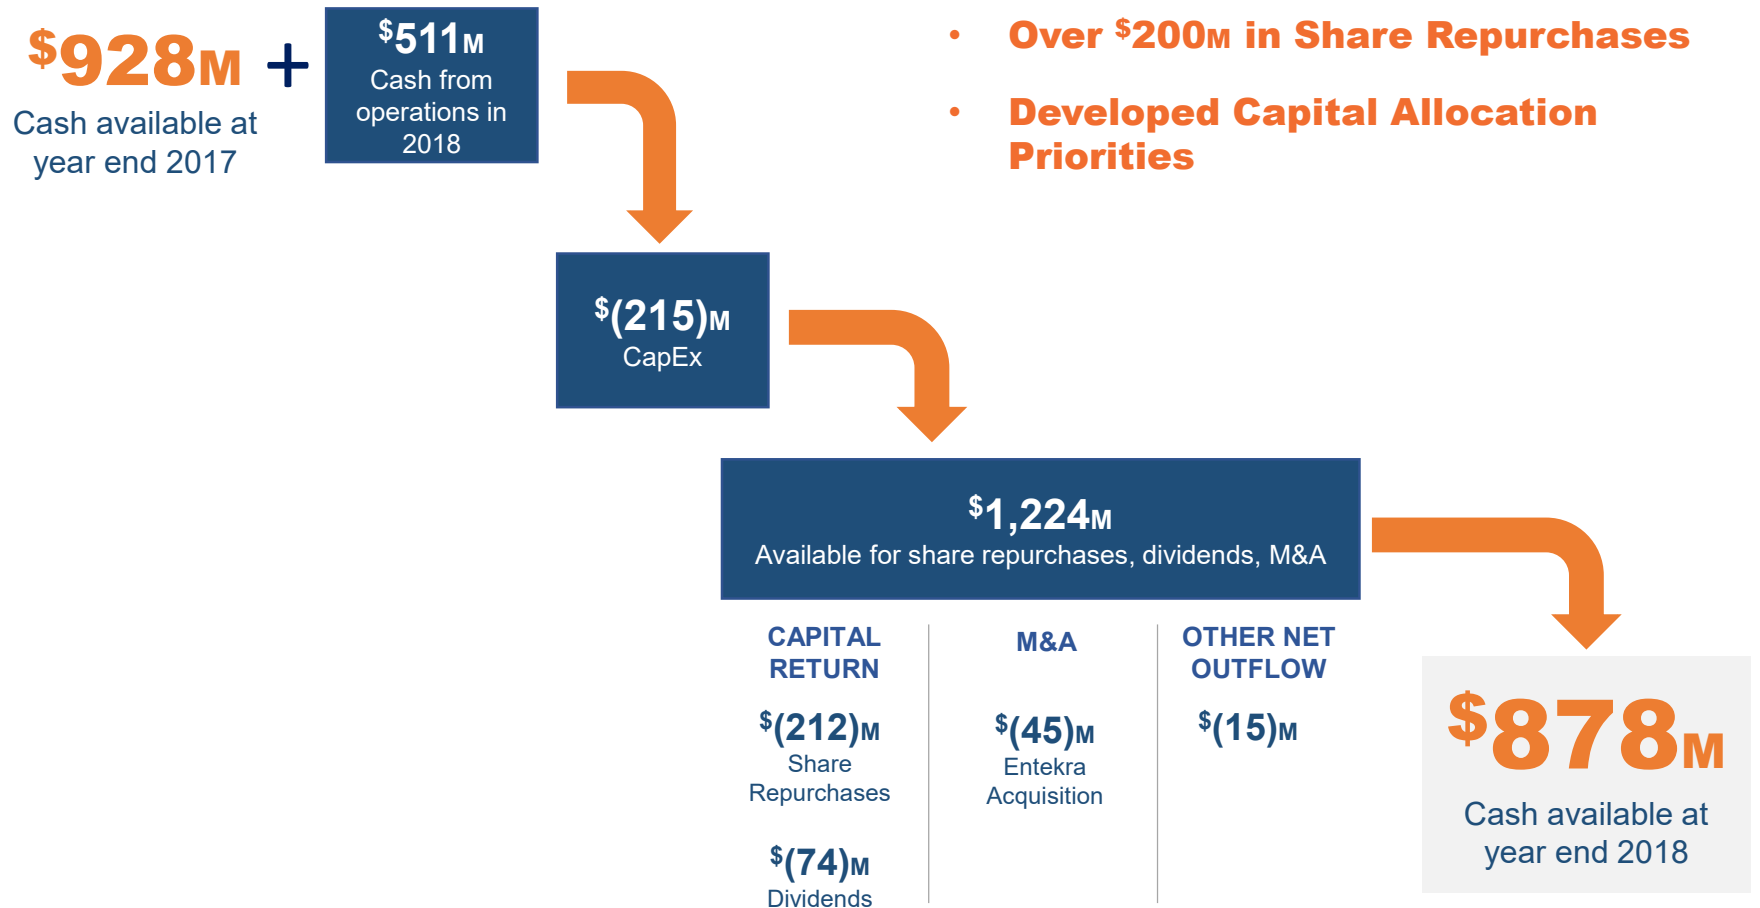 $928M
Cash available at
year end 2017
+
$511M
Cash from
operations in
2018
• Over $200M in Share Repurchases
• Developed Capital Allocation
Priorities
$(215)M
CapEx
$1,224M
Available for share repurchases, dividends, M&A
CAPITAL
RETURN
$(212)M
Share
Repurchases
$(74)M
Dividends
M&A
$(45)M
Entekra
Acquisition
OTHER NET
OUTFLOW
$(15)M
$878M
Cash available at
year end 2018